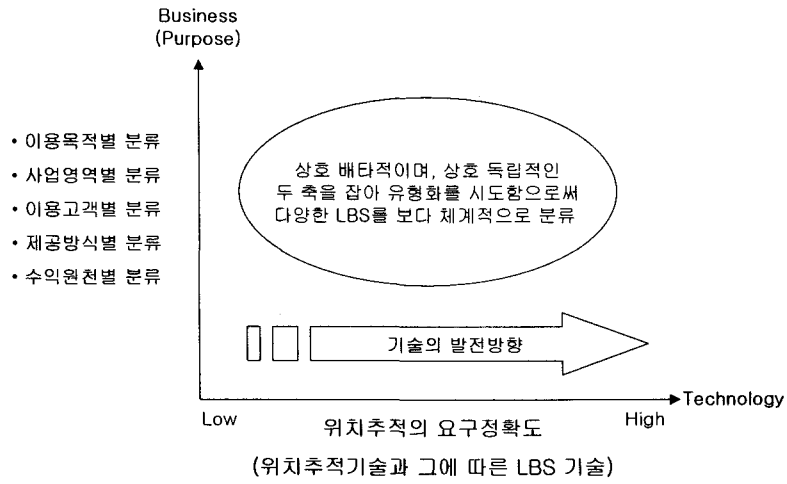 Business
(Purpose)
• 이용목적별 분류
• 사업영역별 분류
• 이용고객별 분류
• 제공방식별 분류
• 수익원천별 분류
상호 배타적이며, 상호 독립적인
두 축을 잡아 유형화를 시도함으로써
다양한 LBS를 보다 체계적으로 분류
기술의 발전방향
Technology
Low
위치추적의 요구정확도
High
(위치추적기술과 그에 따른 LBS 기술)